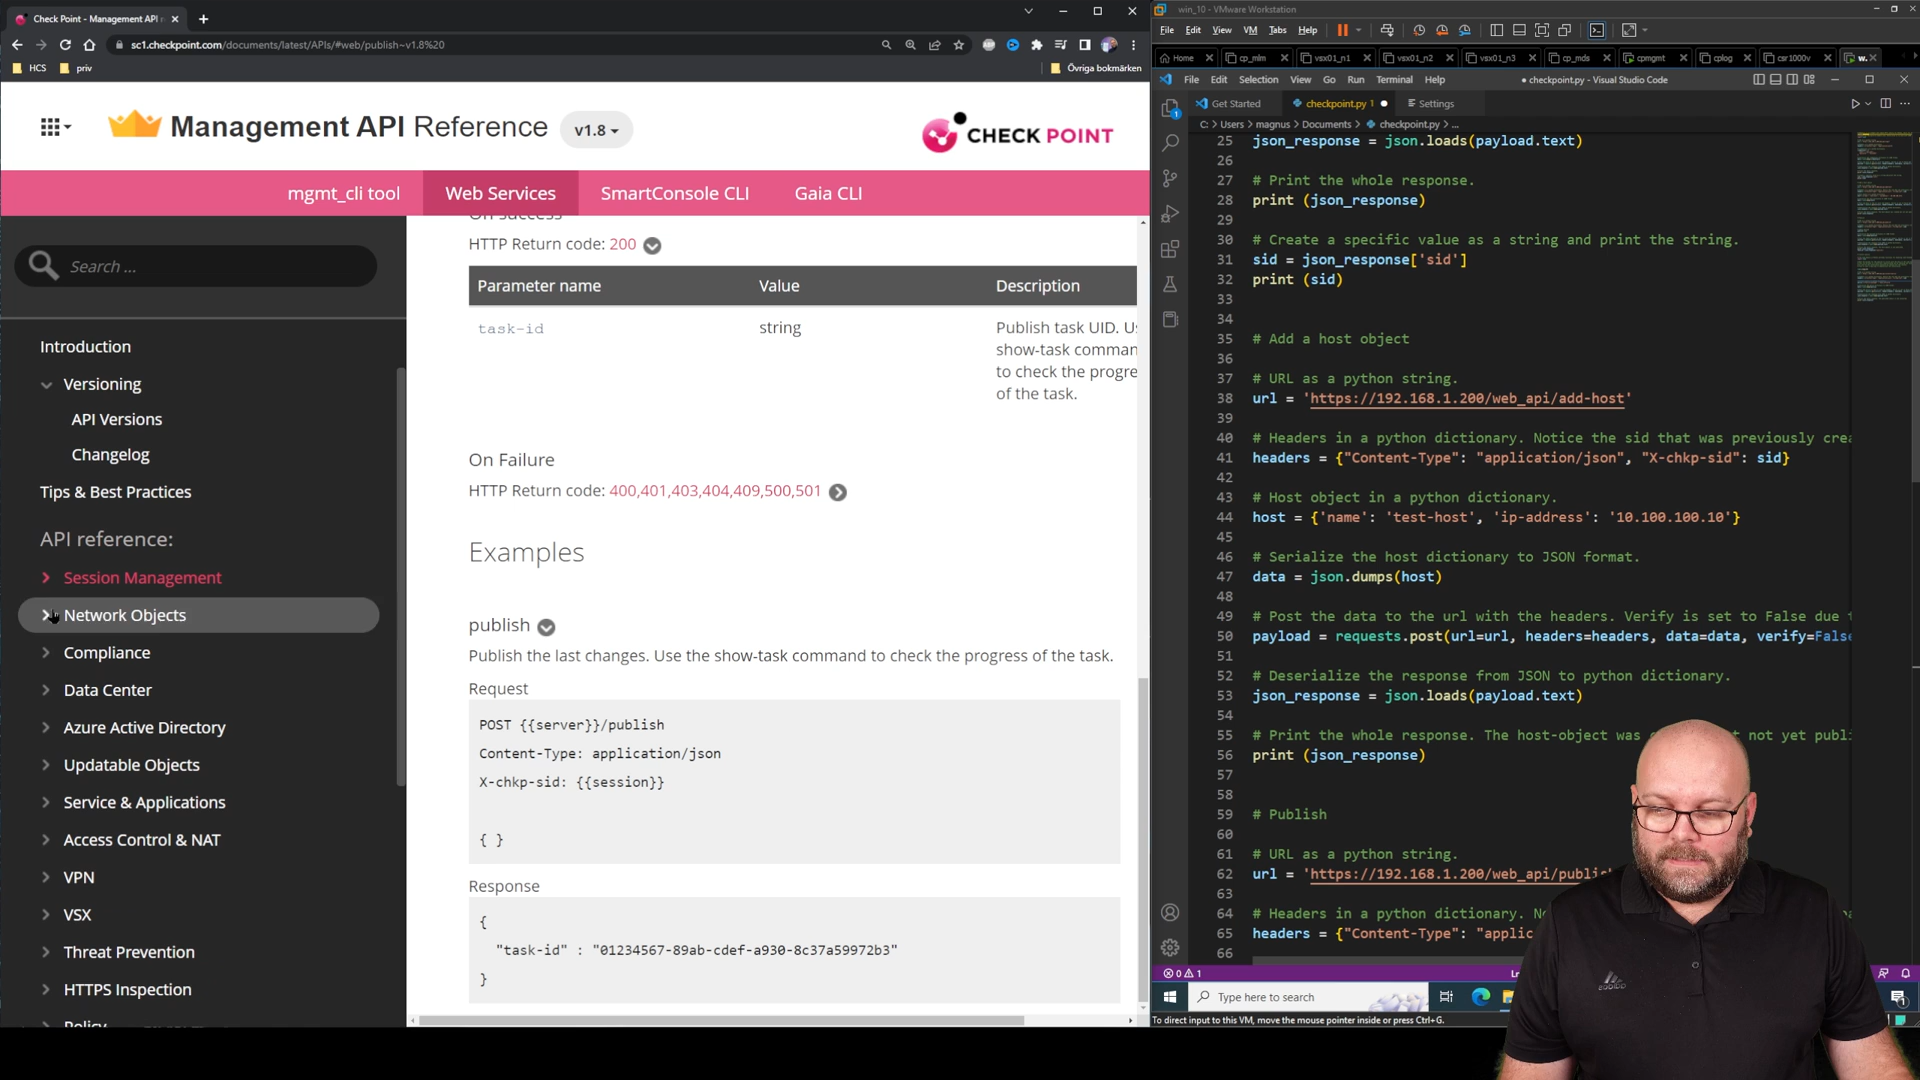 Check Point - Management API r
sc1.checkpoint.com/documents/latest/APIs/#web/publish~v1.8%20
HCS
priv
Övriga bokmärken
Management API Reference
v1.8
CHECK POINT
mgmt_cli tool
Web Services
SmartConsole CLI
Gaia CLI
Search ...
Introduction
Versioning
API Versions
Changelog
Tips & Best Practices
API reference:
Session Management
Network Objects
Compliance
Data Center
Azure Active Directory
Updatable Objects
Service & Applications
Access Control & NAT
VPN
VSX
Threat Prevention
HTTPS Inspection
Policy
On success
HTTP Return code: 200
Parameter name Value Description
task-id string Publish task UID. Us
show-task comman
to check the progre
of the task.
On Failure
HTTP Return code: 400,401,403,404,409,500,501
Examples
publish
Publish the last changes. Use the show-task command to check the progress of the task.
Request
POST {{server}}/publish
Content-Type: application/json
X-chkp-sid: {{session}}
{ }
Response
{
"task-id" : "01234567-89ab-cdef-a930-8c37a59972b3"
}
win_10 - VMware Workstation
File Edit View VM Tabs Help
Home cp_mlm vsx01_n1 vsx01_n2 vsx01_n3 cp_mds cpmgmt cplog csr1000v w.
File Edit Selection View Go Run Terminal Help
● checkpoint.py - Visual Studio Code
Get Started checkpoint.py 1 Settings
C: > Users > magnus > Documents > checkpoint.py > ...
25 json_response = json.loads(payload.text)
26
27 # Print the whole response.
28 print (json_response)
29
30 # Create a specific value as a string and print the string.
31 sid = json_response['sid']
32 print (sid)
33
34
35 # Add a host object
36
37 # URL as a python string.
38 url = 'https://192.168.1.200/web_api/add-host'
39
40 # Headers in a python dictionary. Notice the sid that was previously crea
41 headers = {"Content-Type": "application/json", "X-chkp-sid": sid}
42
43 # Host object in a python dictionary.
44 host = {'name': 'test-host', 'ip-address': '10.100.100.10'}
45
46 # Serialize the host dictionary to JSON format.
47 data = json.dumps(host)
48
49 # Post the data to the url with the headers. Verify is set to False due t
50 payload = requests.post(url=url, headers=headers, data=data, verify=False
51
52 # Deserialize the response from JSON to python dictionary.
53 json_response = json.loads(payload.text)
54
55 # Print the whole response. The host-object was not yet publi
56 print (json_response)
57
58
59 # Publish
60
61 # URL as a python string.
62 url = 'https://192.168.1.200/web_api/publis
63
64 # Headers in a python dictionary. N
65 headers = {"Content-Type": "applic
66
0 1
Type here to search
To direct input to this VM, move the mouse pointer inside or press Ctrl+G.
adidas